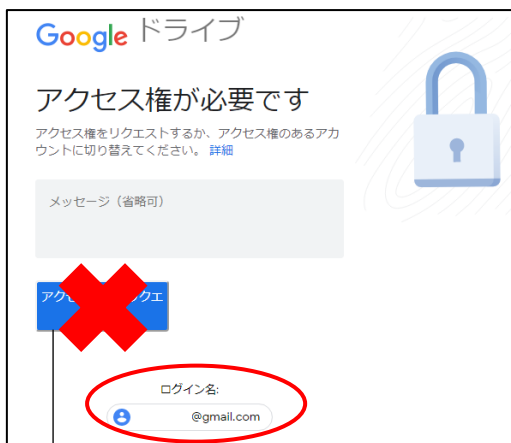 Google ドライブ
アクセス権が必要です
アクセス権をリクエストするか、アクセス権のあるアカ
ウントに切り替えてください。 詳細
メッセージ（省略可）
ログイン名:
@gmail.com